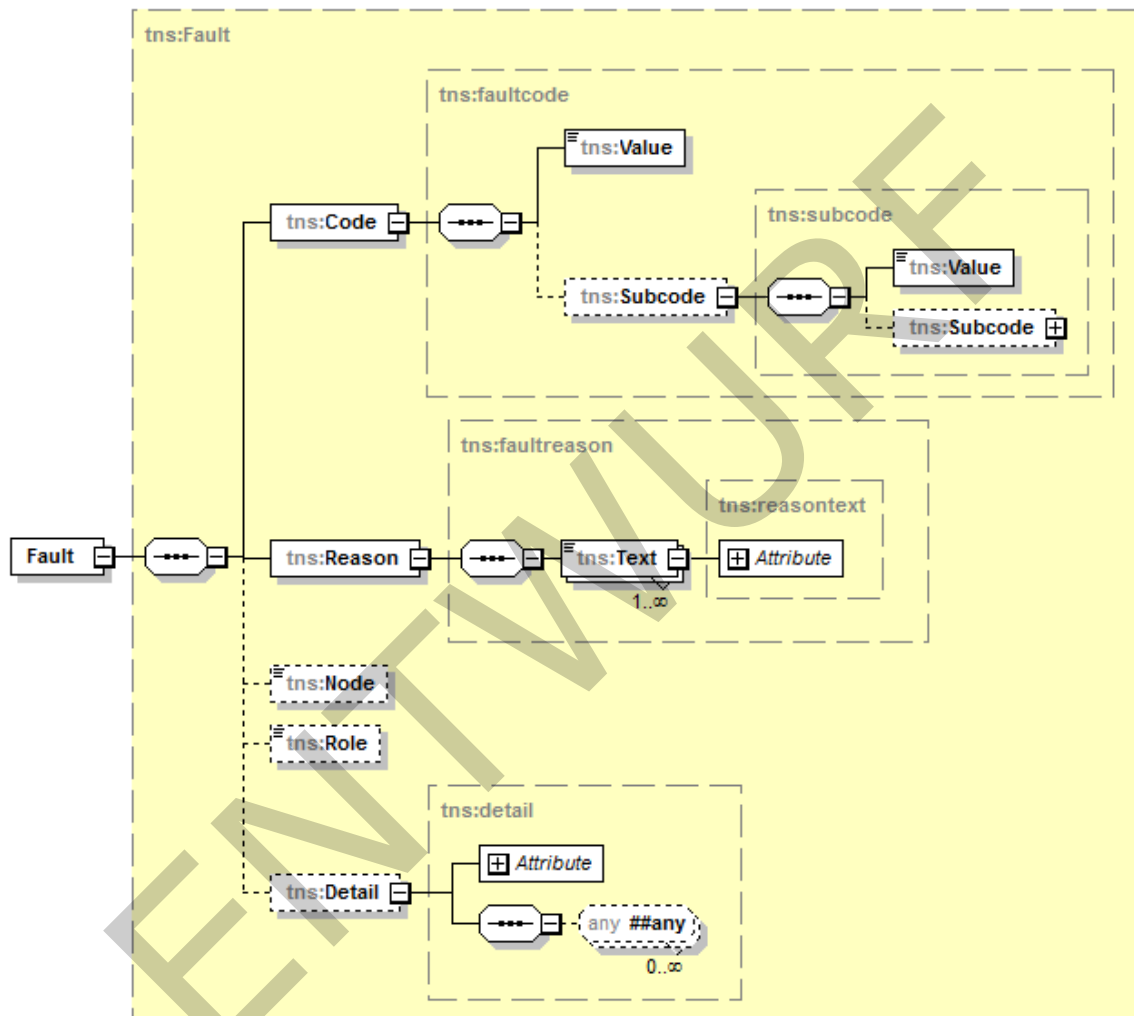 tns:Fault
tns:faultcode
tns:Value
tns:subcode
tns:Code
tns:Value
tns:Subcode
tns:Subcode
tns:faultreason
tns:reasontext
Fault
tns:Reason
tns:Text
Attribute
1..∞
tns:Node
tns:Role
tns:detail
Attribute
tns:Detail
any ##any
0..∞
ENTWURF